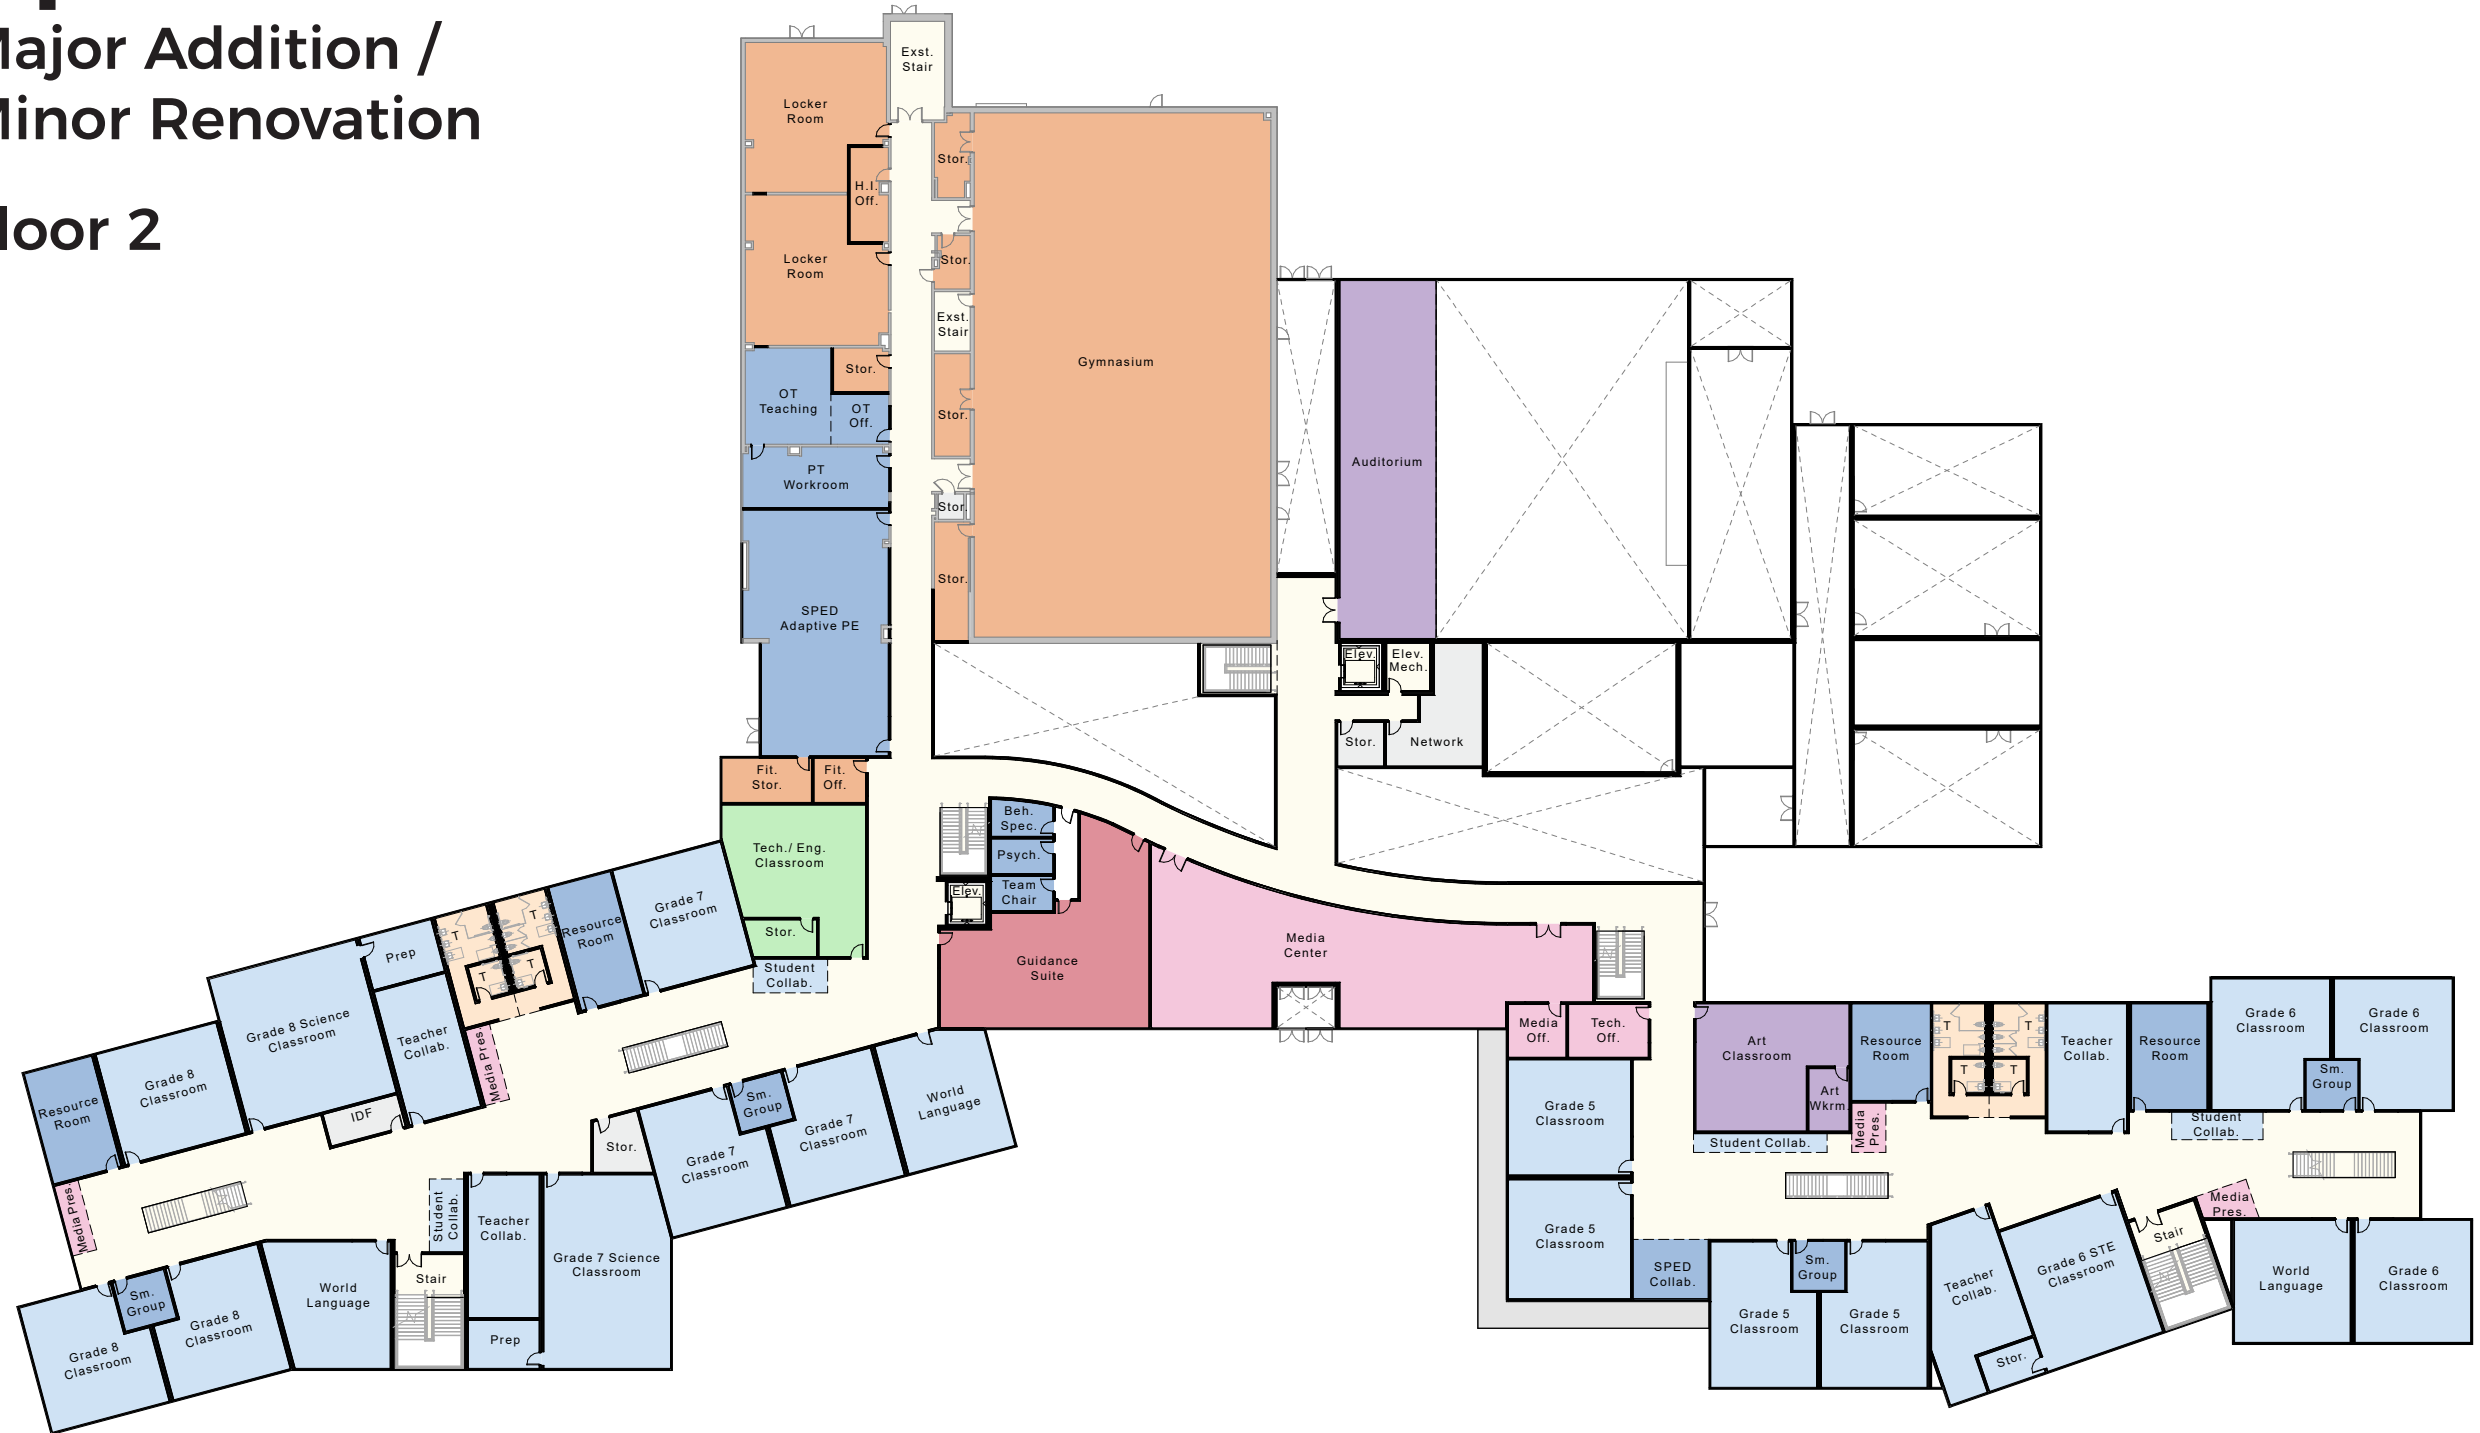 Major Addition /
Minor Renovation
Floor 2
Exst.
Stair
Locker
Room
Stor.
H.I.
Off.
Locker
Room
Stor.
Exst.
Stair
Gymnasium
Stor.
OT
Teaching
OT
Off.
Stor.
PT
Workroom
Stor.
Auditorium
Stor.
SPED
Adaptive PE
Elev.
Elev.
Mech.
Stor.
Network
Fit.
Stor.
Fit.
Off.
Beh.
Spec.
Psych.
Team
Chair
Elev.
Tech./ Eng.
Classroom
Stor.
Student
Collab.
Guidance
Suite
Media
Center
Media
Off.
Tech.
Off.
Grade 7
Classroom
Resource
Room
T
T
T
T
Prep
Teacher
Collab.
Media Pres.
Grade 8 Science
Classroom
IDF
Grade 8
Classroom
Resource
Room
Media Pres.
World
Language
Sm.
Group
Grade 7
Classroom
Grade 7
Classroom
Stor.
Student
Collab.
Teacher
Collab.
Grade 7 Science
Classroom
Prep
Stair
World
Language
Sm.
Group
Grade 8
Classroom
Grade 8
Classroom
Art
Classroom
Art
Wkrm.
Resource
Room
T
T
T
T
Teacher
Collab.
Resource
Room
Grade 6
Classroom
Grade 6
Classroom
Sm.
Group
Student
Collab.
Student Collab.
Media
Pres.
Grade 5
Classroom
Grade 5
Classroom
SPED
Collab.
Sm.
Group
Grade 5
Classroom
Grade 5
Classroom
Teacher
Collab.
Stor.
Grade 6 STE
Classroom
Stair
Media
Pres.
World
Language
Grade 6
Classroom